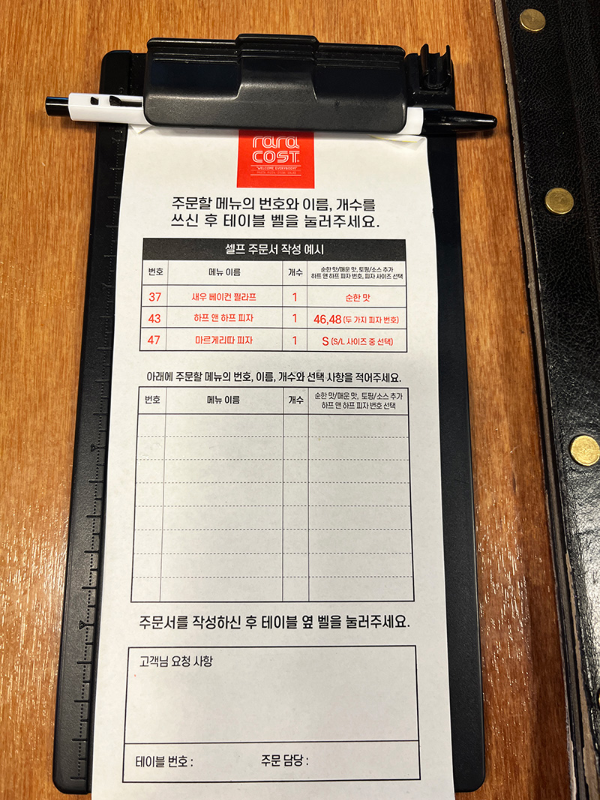 rara
COST
WELCOME EVERYBODY
주문할 메뉴의 번호와 이름, 개수를
쓰신 후 테이블 벨을 눌러주세요.
셀프 주문서 작성 예시
번호 메뉴 이름 개수 순한 맛/매운 맛, 토핑/소스 추가
하프 앤 하프 피자 번호, 피자 사이즈 선택
37 새우 베이컨 필라프 1 순한 맛
43 하프 앤 하프 피자 1 46,48 (두 가지 피자 번호)
47 마르게리따 피자 1 S (S/L 사이즈 중 선택)
아래에 주문할 메뉴의 번호, 이름, 개수와 선택 사항을 적어주세요.
번호 메뉴 이름 개수 순한 맛/매운 맛, 토핑/소스 추가
하프 앤 하프 피자 번호 선택
주문서를 작성하신 후 테이블 옆 벨을 눌러주세요.
고객님 요청 사항
테이블 번호 : 주문 담당 :